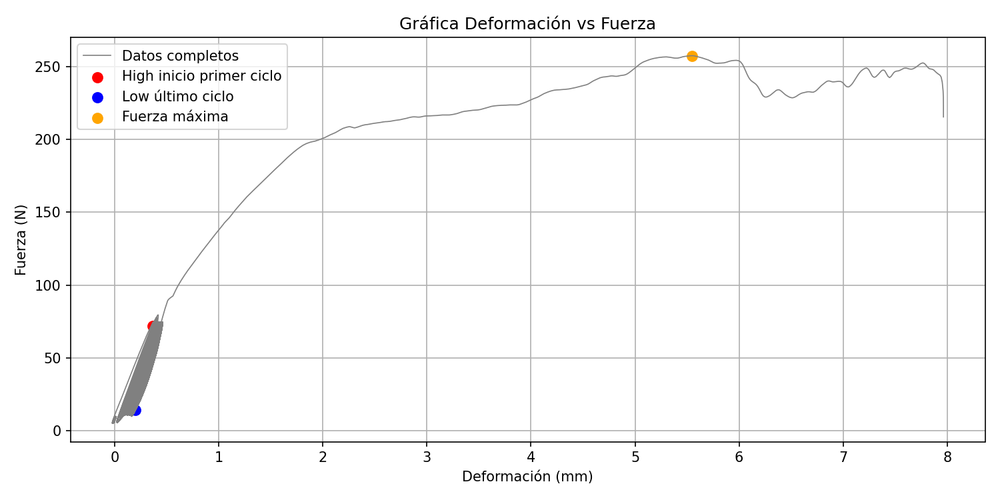 Gráfica Deformación vs Fuerza
Datos completos
High inicio primer ciclo
Low último ciclo
Fuerza máxima
Fuerza (N)
250
200
150
100
50
0
0 1 2 3 4 5 6 7 8
Deformación (mm)